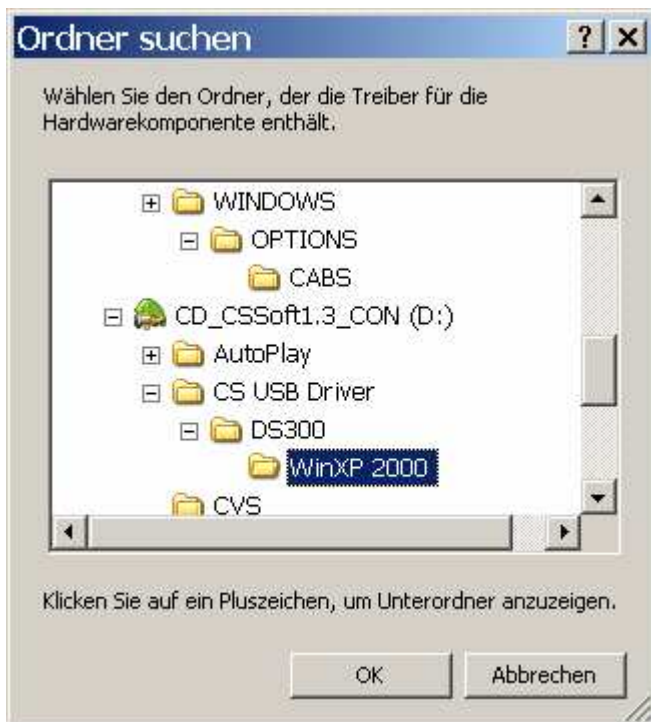 Ordner suchen
Wählen Sie den Ordner, der die Treiber für die
Hardwarekomponente enthält.
WINDOWS
OPTIONS
CABS
CD_CSSoft1.3_CON (D:)
AutoPlay
CS USB Driver
DS300
WinXP 2000
CVS
Klicken Sie auf ein Pluszeichen, um Unterordner anzuzeigen.
OK Abbrechen